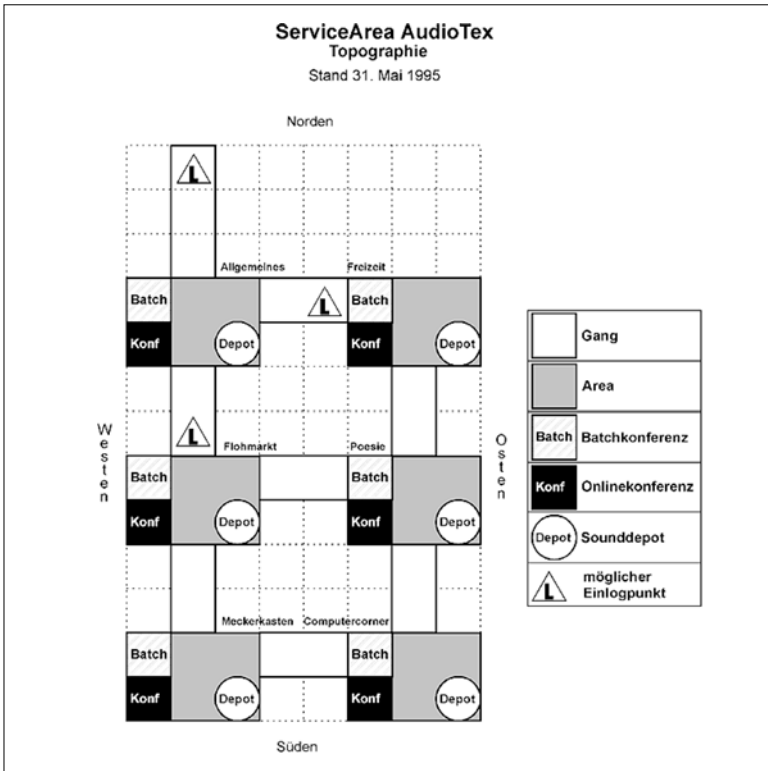 ServiceArea AudioTex
Topographie
Stand 31. Mai 1995
Norden
L
Allgemeines Freizeit
Batch L Batch
Konf Depot Konf Depot
L
Flohmarkt Poesie
Batch Batch
Konf Depot Konf Depot
Meckerkasten Computercorner
Batch Batch
Konf Depot Konf Depot
Süden
Westen
Osten
Gang
Area
Batch Batchkonferenz
Konf Onlinekonferenz
Depot Sounddepot
L möglicher
Einlogpunkt